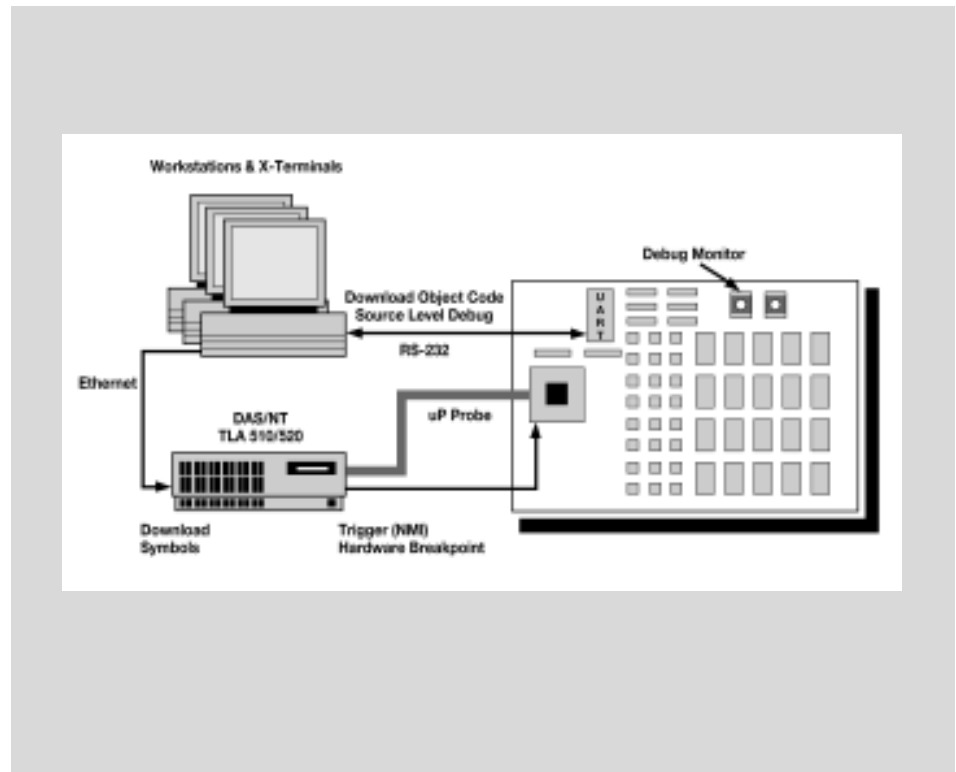 Workstations & X-Terminals
Debug Monitor
Download Object Code
Source Level Debug
UART
RS-232
Ethernet
DAS/NT
TLA 510/520
uP Probe
Download
Symbols
Trigger (NMI)
Hardware Breakpoint